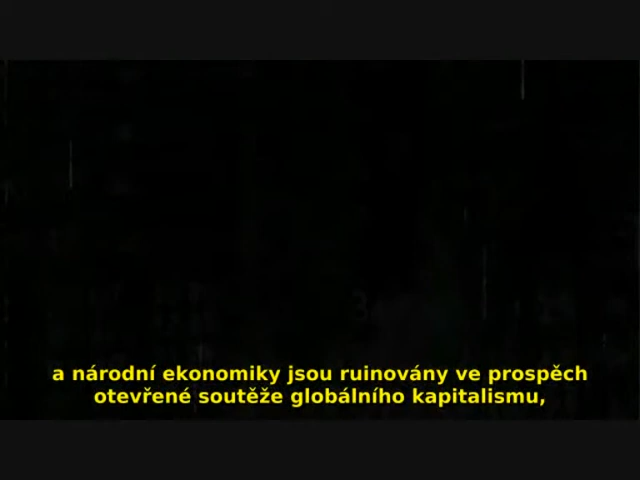 a národní ekonomiky jsou ruinovány ve prospěch
otevřené soutěže globálního kapitalismu,